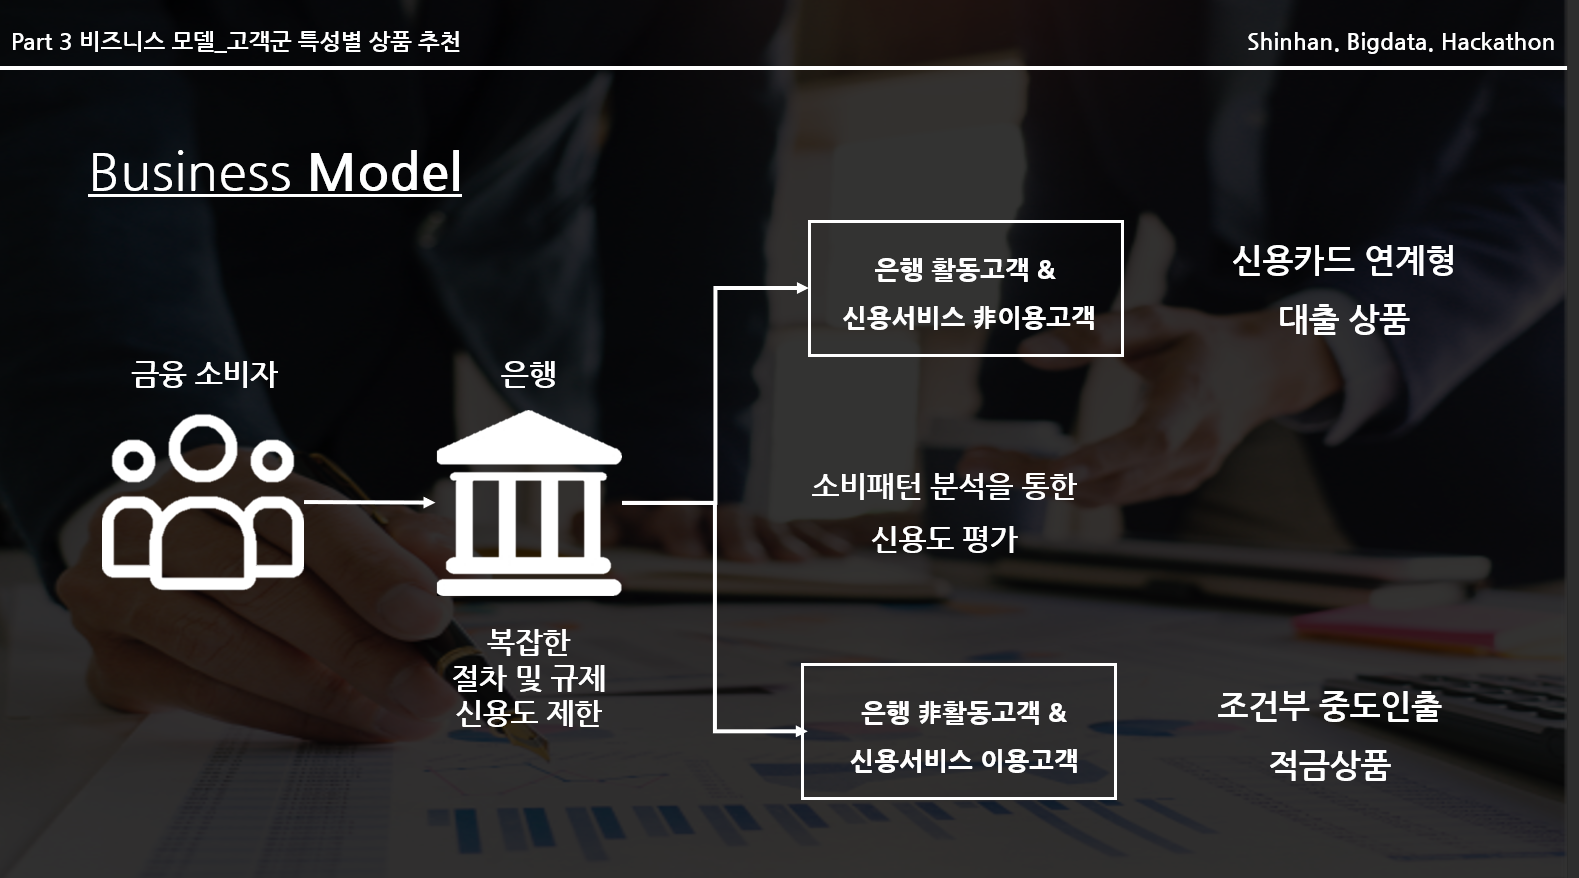 Part 3 비즈니스 모델_고객군 특성별 상품 추천
Shinhan. Bigdata. Hackathon
Business Model
금융 소비자
은행
복잡한
절차 및 규제
신용도 제한
은행 활동고객 &
신용서비스 非이용고객
신용카드 연계형
대출 상품
소비패턴 분석을 통한
신용도 평가
은행 非활동고객 &
신용서비스 이용고객
조건부 중도인출
적금상품